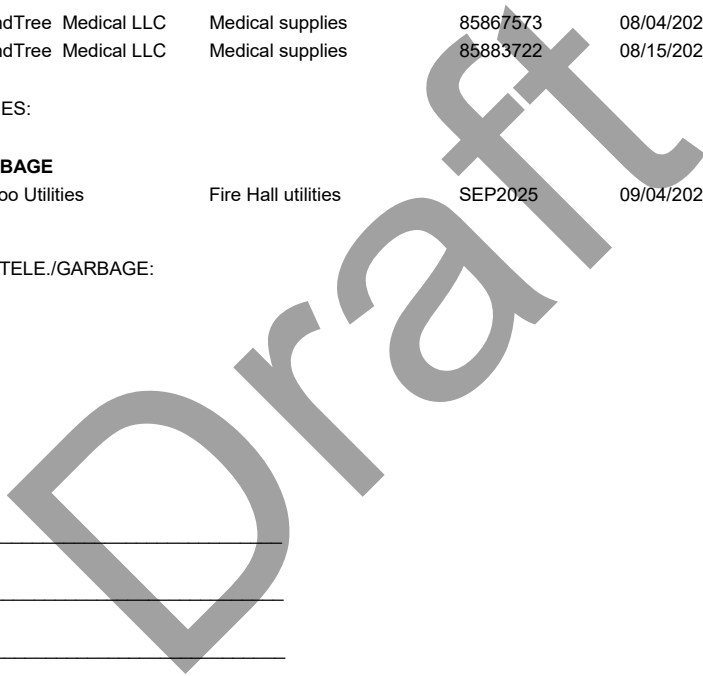 ndTree Medical LLC Medical supplies 85867573 08/04/202
ndTree Medical LLC Medical supplies 85883722 08/15/202
ES:
BAGE
oo Utilities Fire Hall utilities SEP2025 09/04/202
TELE./GARBAGE:
Draft